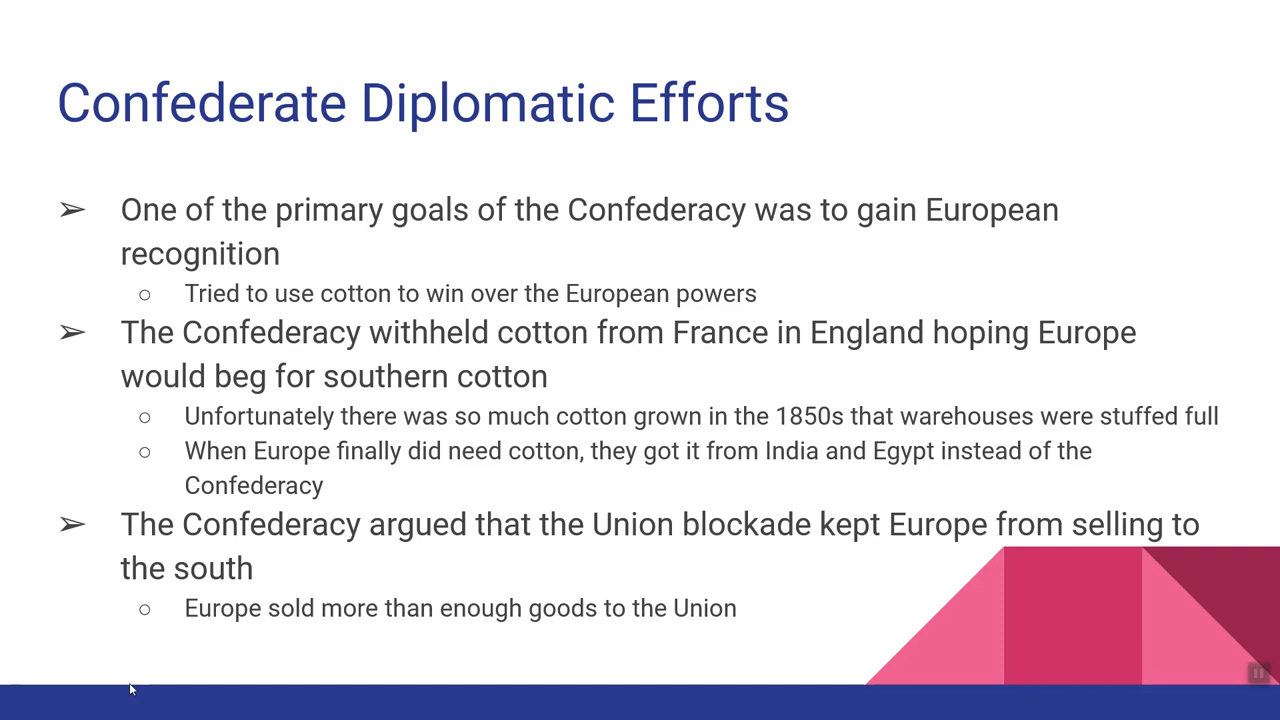 Confederate Diplomatic Efforts
➢ One of the primary goals of the Confederacy was to gain European
recognition
○ Tried to use cotton to win over the European powers
➢ The Confederacy withheld cotton from France in England hoping Europe
would beg for southern cotton
○ Unfortunately there was so much cotton grown in the 1850s that warehouses were stuffed full
○ When Europe finally did need cotton, they got it from India and Egypt instead of the
Confederacy
➢ The Confederacy argued that the Union blockade kept Europe from selling to
the south
○ Europe sold more than enough goods to the Union